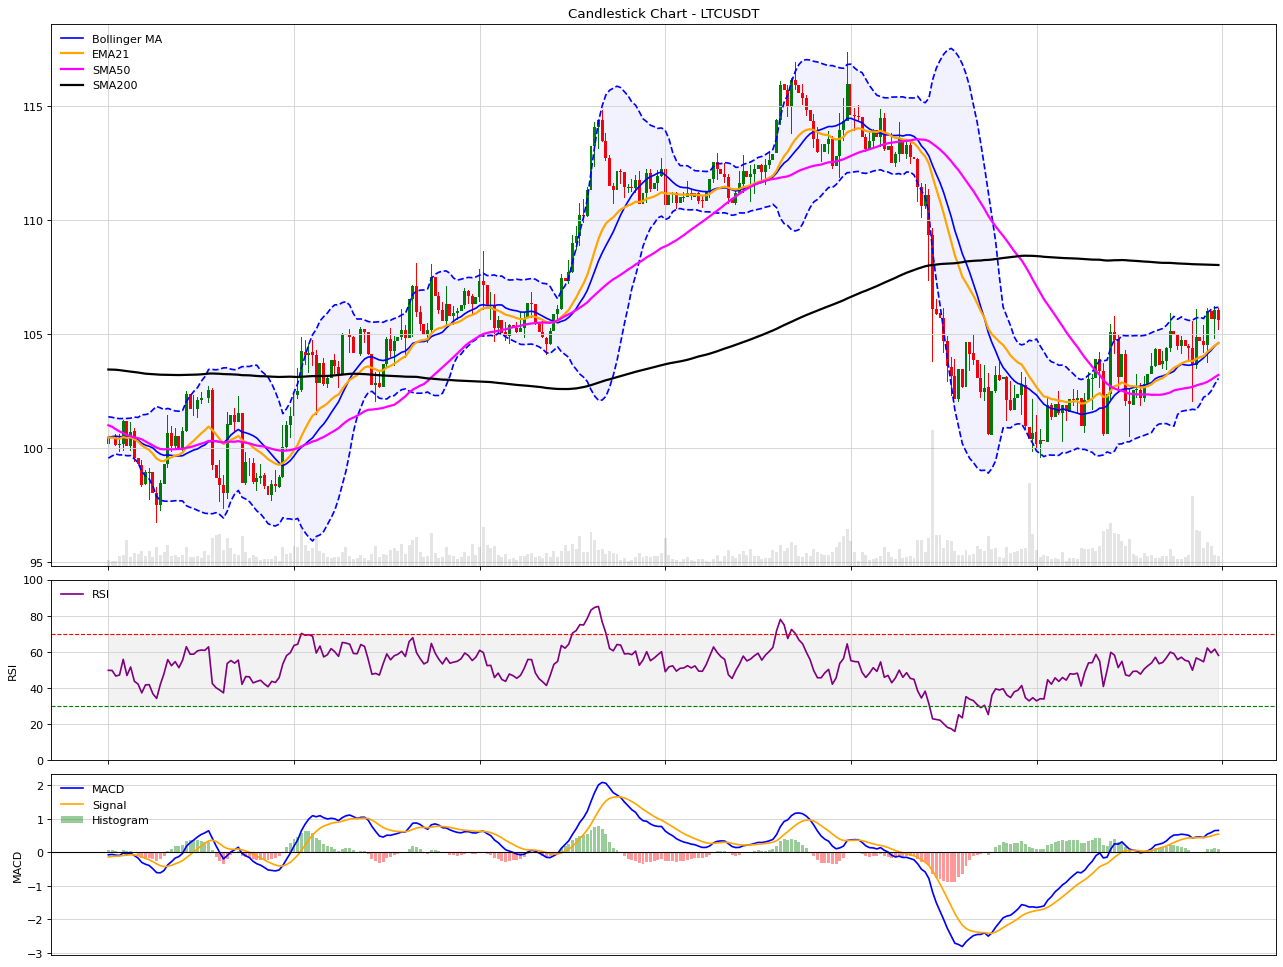 Candlestick Chart - LTCUSDT
Bollinger MA
EMA21
SMA50
SMA200
115
110
105
100
95
100
RSI
80
60
40
20
0
RSI
2
MACD
Signal
1
Histogram
0
−1
−2
−3
MACD